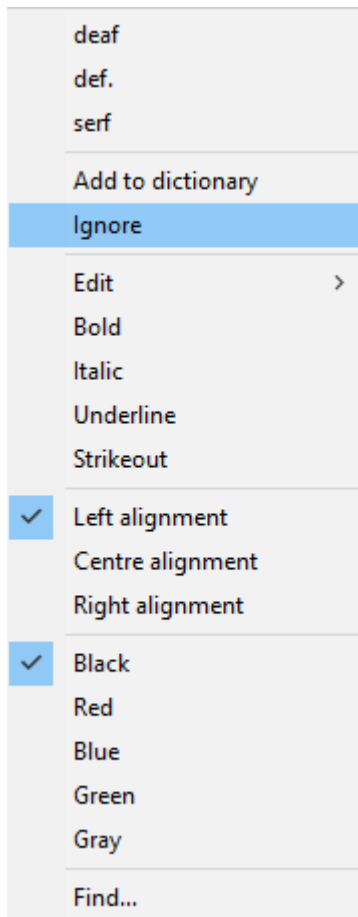 deaf
def.
serf
Add to dictionary
Ignore
Edit
Bold
Italic
Underline
Strikeout
Left alignment
Centre alignment
Right alignment
Black
Red
Blue
Green
Gray
Find...